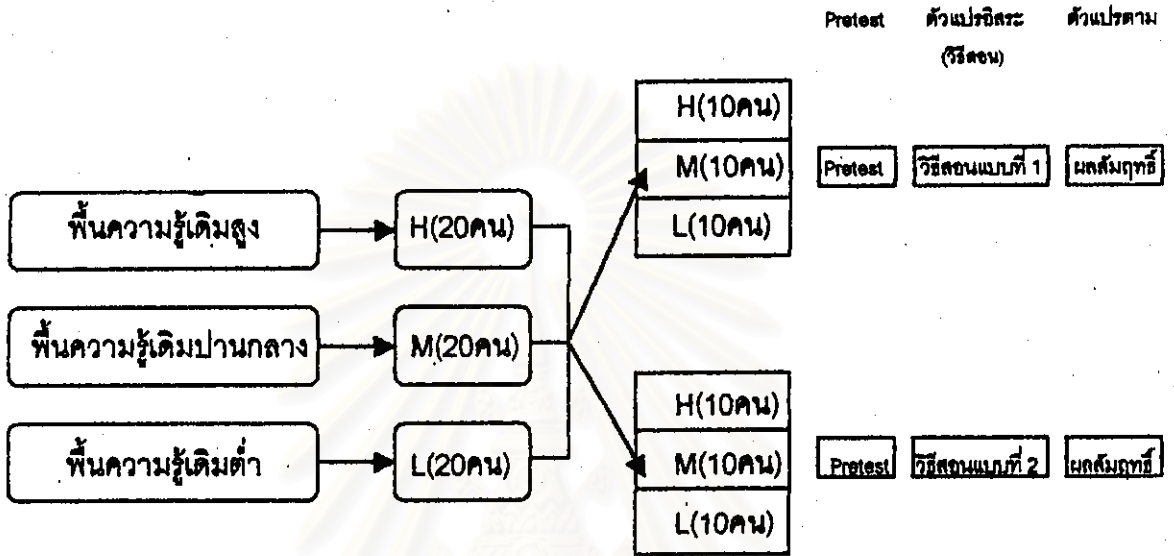 Pretest ตัวแปรอิสระ ตัวแปรตาม
(วิธีสอน)
H(10คน)
M(10คน)
L(10คน)
Pretest วิธีสอนแบบที่ 1 ผลสัมฤทธิ์
พื้นความรู้เดิมสูง H(20คน)
พื้นความรู้เดิมปานกลาง M(20คน)
พื้นความรู้เดิมต่ำ L(20คน)
H(10คน)
M(10คน)
L(10คน)
Pretest วิธีสอนแบบที่ 2 ผลสัมฤทธิ์